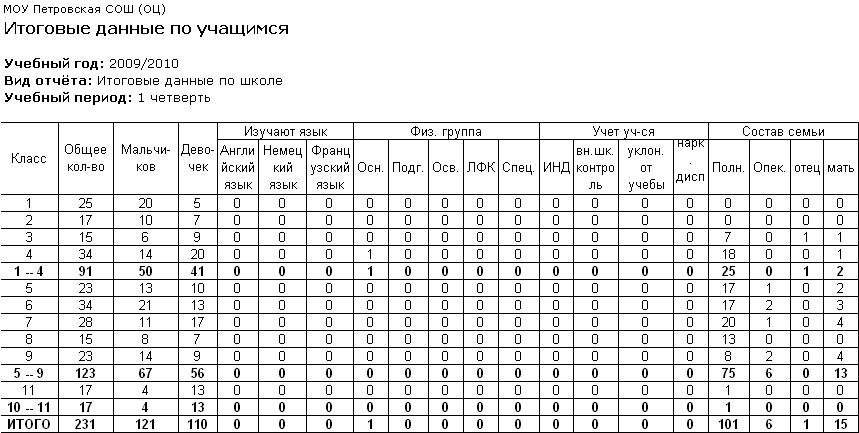 МОУ Петровская СОШ (ОЦ)
Итоговые данные по учащимся
Учебный год: 2009/2010
Вид отчёта: Итоговые данные по школе
Учебный период: 1 четверть
Класс Общее кол-во Мальчи-ков Дево-чек Изучают язык Физ. группа Учет уч-ся Состав семьи
Англи йский язык Немец кий язык Франц узский язык Осн. Подг. Осв. ЛФК Спец. ИНД вн.шк. контро ль уклон. от учебы нарк . дисп Полн. Опек. отец мать
1 25 20 5 0 0 0 0 0 0 0 0 0 0 0 0 0 0 0 0
2 17 10 7 0 0 0 0 0 0 0 0 0 0 0 0 0 0 0 0
3 15 6 9 0 0 0 0 0 0 0 0 0 0 0 0 7 0 1 1
4 34 14 20 0 0 0 1 0 0 0 0 0 0 0 0 18 0 0 1
1 -- 4 91 50 41 0 0 0 1 0 0 0 0 0 0 0 0 25 0 1 2
5 23 13 10 0 0 0 0 0 0 0 0 0 0 0 0 17 1 0 2
6 34 21 13 0 0 0 0 0 0 0 0 0 0 0 0 17 2 0 3
7 28 11 17 0 0 0 0 0 0 0 0 0 0 0 0 20 1 0 4
8 15 8 7 0 0 0 0 0 0 0 0 0 0 0 0 13 0 0 0
9 23 14 9 0 0 0 0 0 0 0 0 0 0 0 0 8 2 0 4
5 -- 9 123 67 56 0 0 0 0 0 0 0 0 0 0 0 0 75 6 0 13
11 17 4 13 0 0 0 0 0 0 0 0 0 0 0 0 1 0 0 0
10 -- 11 17 4 13 0 0 0 0 0 0 0 0 0 0 0 0 1 0 0 0
ИТОГО 231 121 110 0 0 0 1 0 0 0 0 0 0 0 0 101 6 1 15